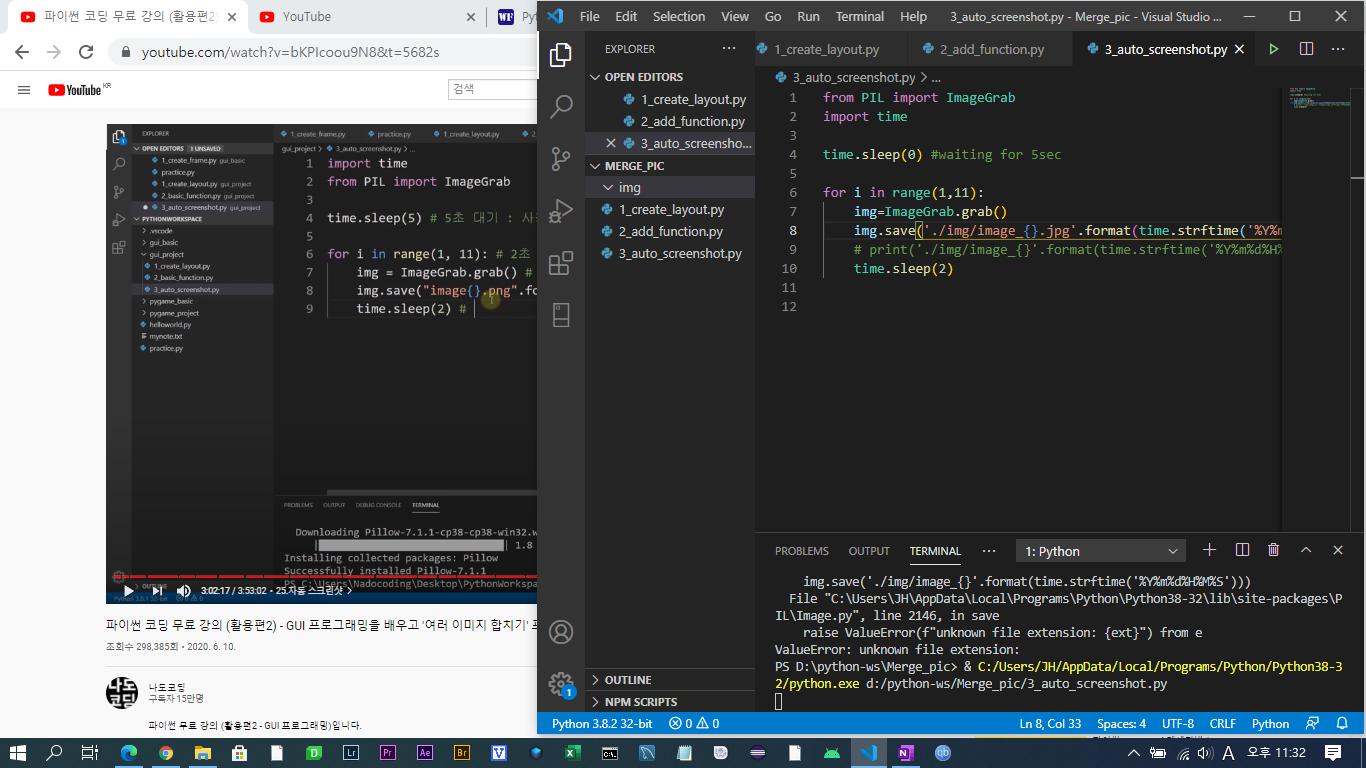 파이썬 코딩 무료 강의 (활용편2)
YouTube
Pyt
youtube.com/watch?v=bKPIcoou9N8&t=5682s
YouTube KR
검색
EXPLORER
OPEN EDITORS 1 UNSAVED
1_create_frame.py gui_basic
practice.py
1_create_layout.py gui_project
2_basic_function.py gui_project
3_auto_screenshot.py gui_project
PYTHONWORKSPACE
.vscode
gui_basic
gui_project
1_create_layout.py
2_basic_function.py
3_auto_screenshot.py
pygame_basic
pygame_project
helloworld.py
mynote.txt
practice.py
OUTLINE
1_create_frame.py
practice.py
1_create_layout.py
2
gui_project > 3_auto_screenshot.py > ...
1 import time
2 from PIL import ImageGrab
3
4 time.sleep(5) # 5초 대기 : 사
5
6 for i in range(1, 11): # 2초
7 img = ImageGrab.grab() #
8 img.save("image{}.png".fo
9 time.sleep(2) #
PROBLEMS OUTPUT DEBUG CONSOLE TERMINAL
Downloading Pillow-7.1.1-cp38-cp38-win32.w
1.8
Installing collected packages: Pillow
Successfully installed Pillow-7.1.1
PS C:\Users\Nadocoding\Desktop\PythonWorksp
3:02:17 / 3:53:02 • 25.자동 스크린샷 >
파이썬 코딩 무료 강의 (활용편2) - GUI 프로그래밍을 배우고 '여러 이미지 합치기' 프
조회수 298,385회 • 2020. 6. 10.
나도코딩
나도코딩
구독자 15만명
파이썬 무료 강의 (활용편2 - GUI 프로그래밍)입니다.
File Edit Selection View Go Run Terminal Help 3_auto_screenshot.py - Merge_pic - Visual Studio ...
EXPLORER
OPEN EDITORS
1_create_layout.py
2_add_function.py
3_auto_screensho...
MERGE_PIC
img
1_create_layout.py
2_add_function.py
3_auto_screenshot.py
OUTLINE
NPM SCRIPTS
1_create_layout.py
2_add_function.py
3_auto_screenshot.py
3_auto_screenshot.py > ...
1 from PIL import ImageGrab
2 import time
3
4 time.sleep(0) #waiting for 5sec
5
6 for i in range(1,11):
7 img=ImageGrab.grab()
8 img.save('./img/image_{}.jpg'.format(time.strftime('%Y%m
9 # print('./img/image_{}'.format(time.strftime('%Y%m%d%H%
10 time.sleep(2)
11
12
PROBLEMS OUTPUT TERMINAL ... 1: Python
img.save('./img/image_{}'.format(time.strftime('%Y%m%d%H%M%S')))
File "C:\Users\JH\AppData\Local\Programs\Python\Python38-32\lib\site-packages\P
IL\Image.py", line 2146, in save
raise ValueError(f"unknown file extension: {ext}") from e
ValueError: unknown file extension:
PS D:\python-ws\Merge_pic> & C:/Users/JH/AppData/Local/Programs/Python/Python38-3
2/python.exe d:/python-ws/Merge_pic/3_auto_screenshot.py
1
Python 3.8.2 32-bit 0 0 Ln 8, Col 33 Spaces: 4 UTF-8 CRLF Python
오후 11:32